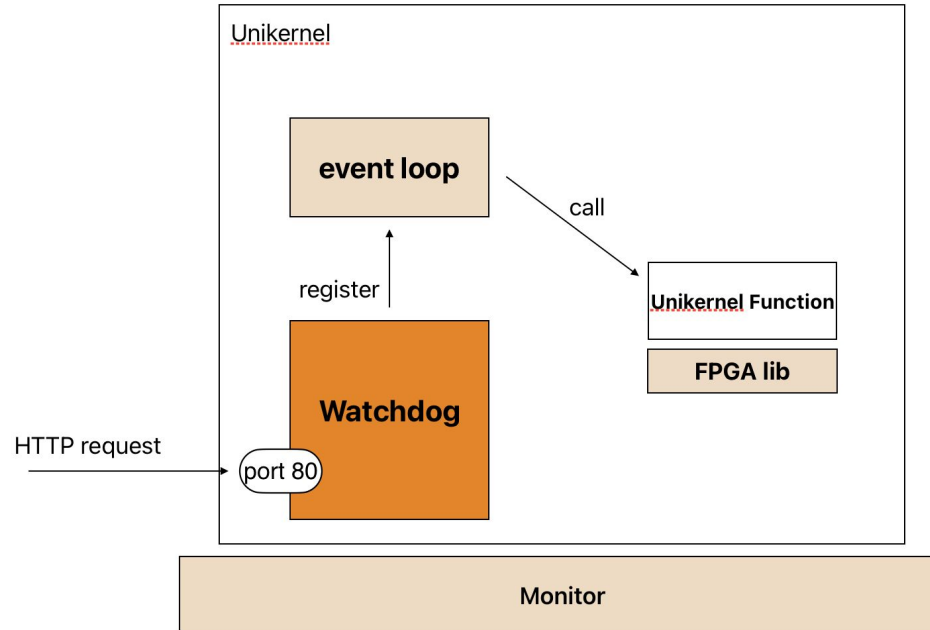 Unikernel
event loop
call
register
Unikernel Function
FPGA lib
Watchdog
HTTP request
port 80
Monitor